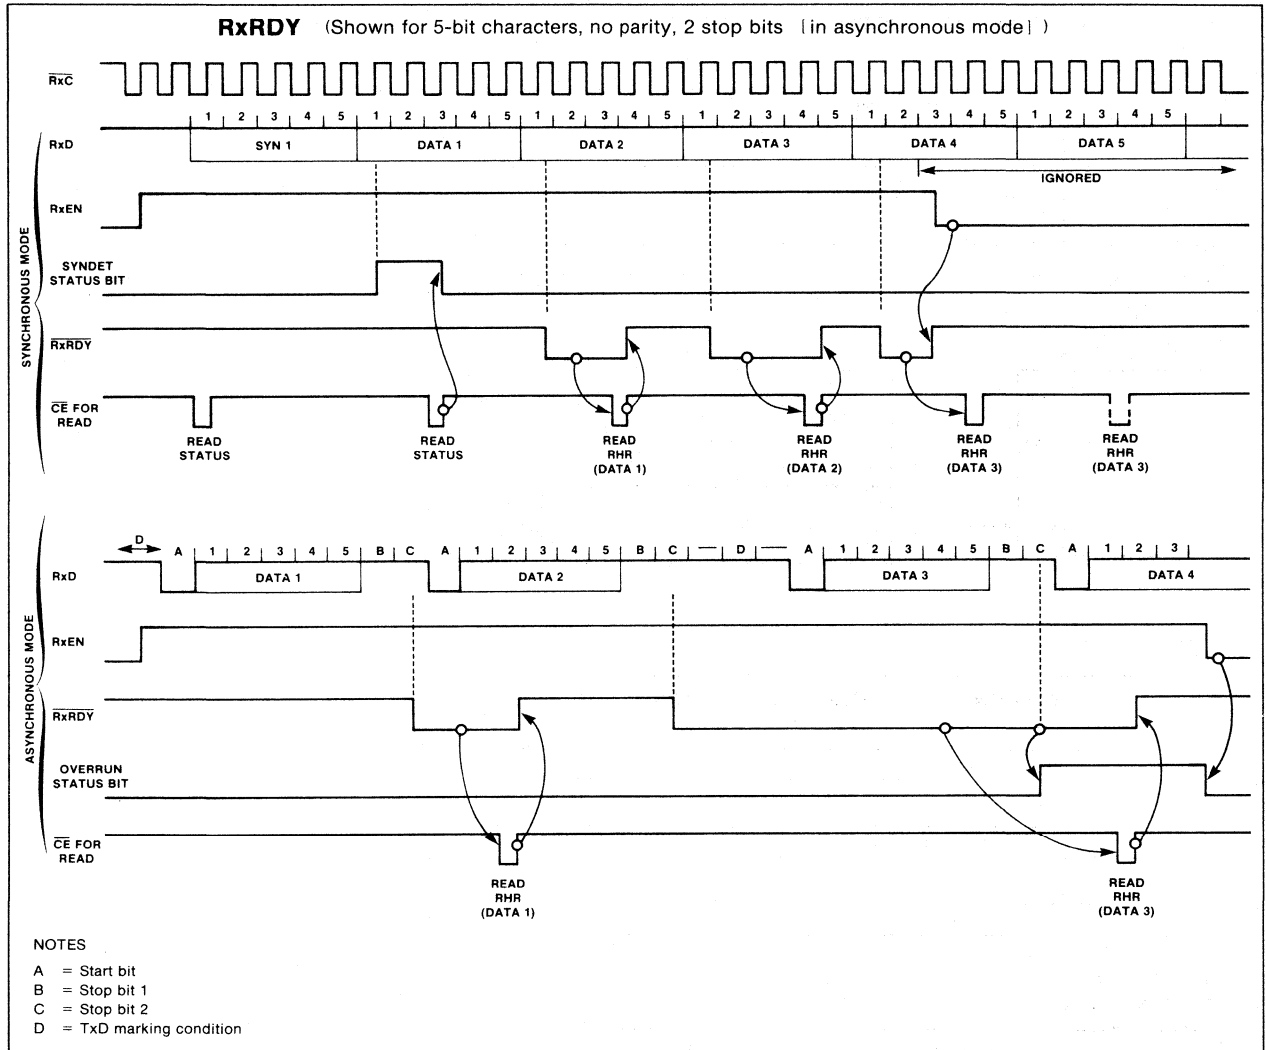 RxRDY (Shown for 5-bit characters, no parity, 2 stop bits [in asynchronous mode] )
RxC
1 2 3 4 5 1 2 3 4 5 1 2 3 4 5 1 2 3 4 5 1 2 3 4 5 1 2 3 4 5
RxD SYN 1 DATA 1 DATA 2 DATA 3 DATA 4 DATA 5
IGNORED
RxEN
SYNCHRONOUS MODE
SYNDET
STATUS BIT
RxRDY
CE FOR
READ
READ
STATUS
READ
STATUS
READ
RHR
(DATA 1)
READ
RHR
(DATA 2)
READ
RHR
(DATA 3)
READ
RHR
(DATA 3)
D A 1 2 3 4 5 B C A 1 2 3 4 5 B C — D — A 1 2 3 4 5 B C A 1 2 3
RxD DATA 1 DATA 2 DATA 3 DATA 4
RxEN
ASYNCHRONOUS MODE
RxRDY
OVERRUN
STATUS BIT
CE FOR
READ
READ
RHR
(DATA 1)
READ
RHR
(DATA 3)
NOTES
A = Start bit
B = Stop bit 1
C = Stop bit 2
D = TxD marking condition